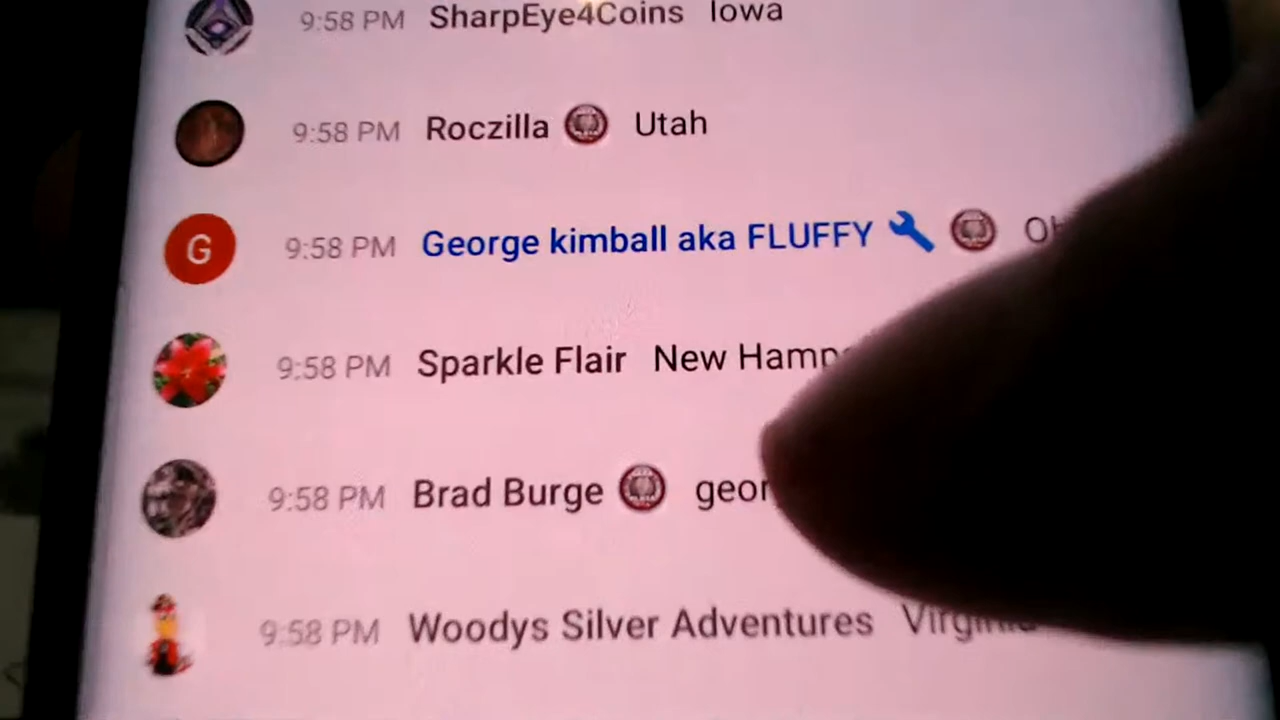 9:58 PM SharpEye4Coins Iowa
9:58 PM Roczilla Utah
G 9:58 PM George kimball aka FLUFFY
9:58 PM Sparkle Flair New
9:58 PM Brad Burge
9:58 PM Woodys Silver Adventures Virginia